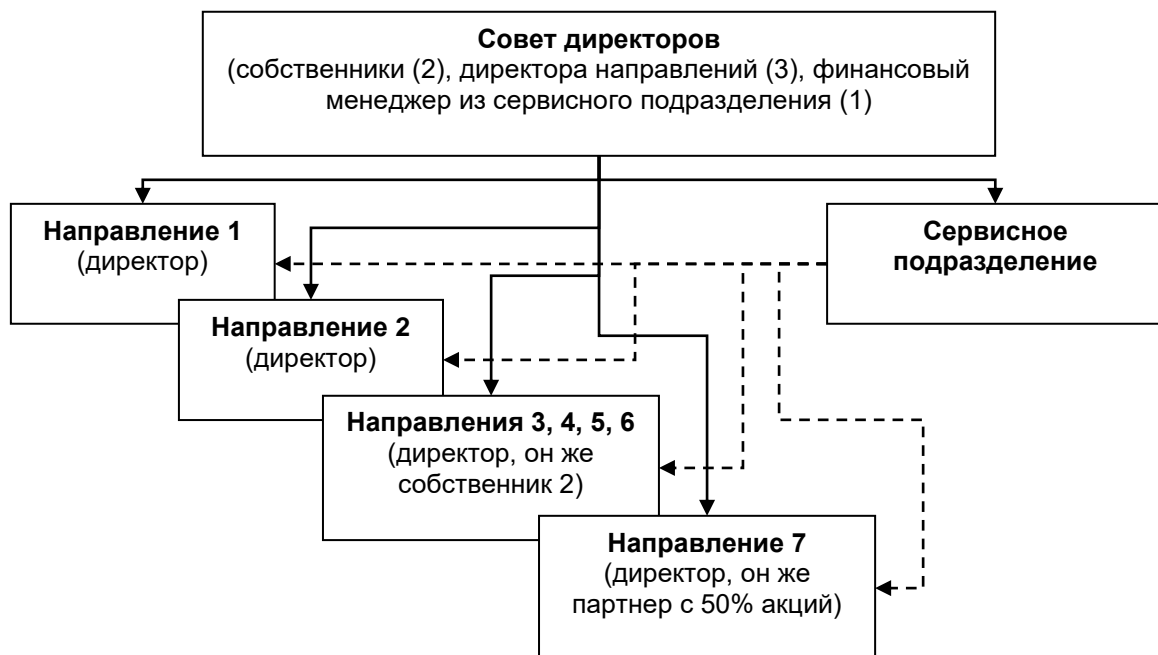 Совет директоров
(собственники (2), директора направлений (3), финансовый
менеджер из сервисного подразделения (1)
Направление 1
(директор)
Сервисное
подразделение
Направление 2
(директор)
Направления 3, 4, 5, 6
(директор, он же
собственник 2)
Направление 7
(директор, он же
партнер с 50% акций)